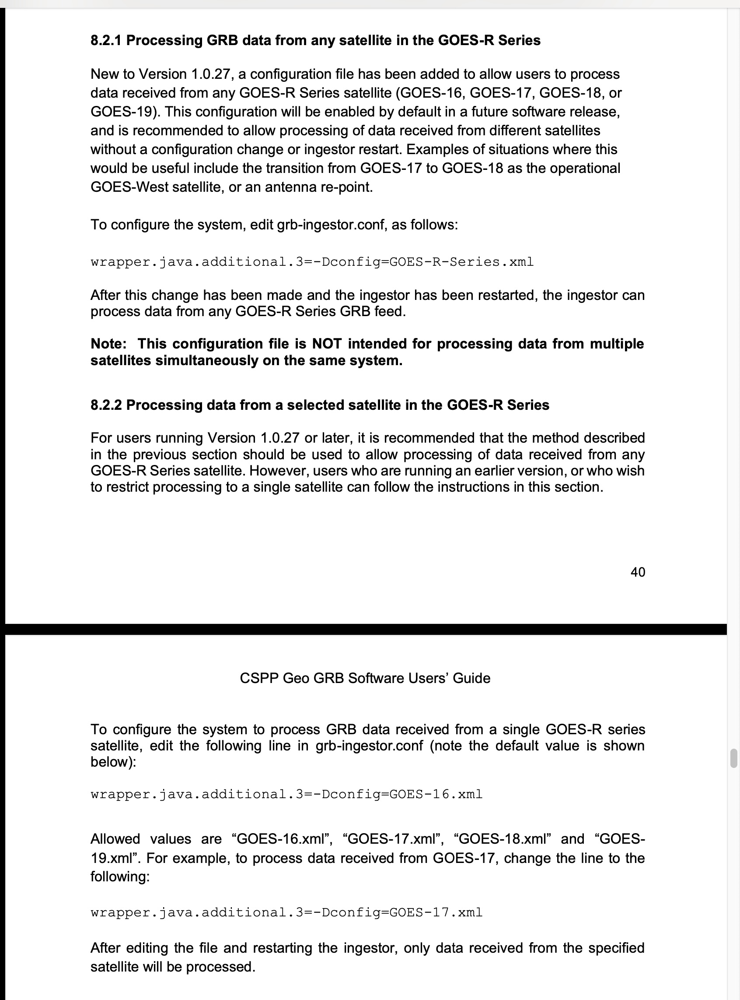 8.2.1 Processing GRB data from any satellite in the GOES-R Series
New to Version 1.0.27, a configuration file has been added to allow users to process
data received from any GOES-R Series satellite (GOES-16, GOES-17, GOES-18, or
GOES-19). This configuration will be enabled by default in a future software release,
and is recommended to allow processing of data received from different satellites
without a configuration change or ingestor restart. Examples of situations where this
would be useful include the transition from GOES-17 to GOES-18 as the operational
GOES-West satellite, or an antenna re-point.
To configure the system, edit grb-ingestor.conf, as follows:
wrapper.java.additional.3=-Dconfig=GOES-R-Series.xml
After this change has been made and the ingestor has been restarted, the ingestor can
process data from any GOES-R Series GRB feed.
Note: This configuration file is NOT intended for processing data from multiple
satellites simultaneously on the same system.
8.2.2 Processing data from a selected satellite in the GOES-R Series
For users running Version 1.0.27 or later, it is recommended that the method described
in the previous section should be used to allow processing of data received from any
GOES-R Series satellite. However, users who are running an earlier version, or who wish
to restrict processing to a single satellite can follow the instructions in this section.
40
CSPP Geo GRB Software Users’ Guide
To configure the system to process GRB data received from a single GOES-R series
satellite, edit the following line in grb-ingestor.conf (note the default value is shown
below):
wrapper.java.additional.3=-Dconfig=GOES-16.xml
Allowed values are “GOES-16.xml”, “GOES-17.xml”, “GOES-18.xml” and “GOES-
19.xml”. For example, to process data received from GOES-17, change the line to the
following:
wrapper.java.additional.3=-Dconfig=GOES-17.xml
After editing the file and restarting the ingestor, only data received from the specified
satellite will be processed.